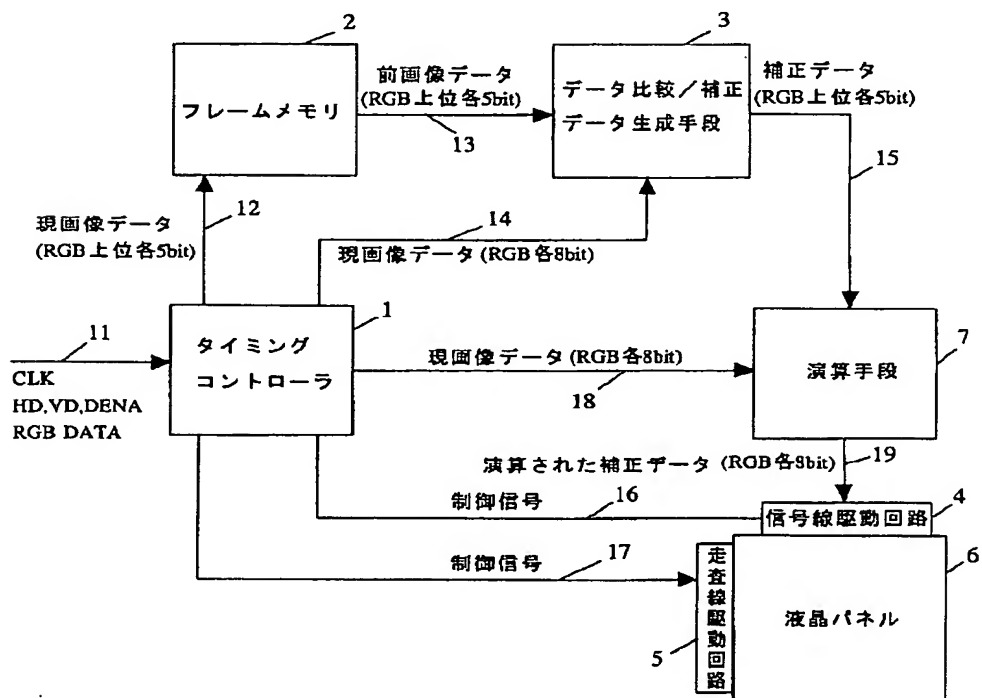 2
3
フレームメモリ
前画像データ
(RGB上位各5bit)
13
データ比較/補正
データ生成手段
補正データ
(RGB上位各5bit)
15
12
現画像データ
(RGB上位各5bit)
14
現画像データ(RGB各8bit)
1
11
タイミング
コントローラ
CLK
HD,VD,DENA
RGB DATA
現画像データ(RGB各8bit)
18
7
演算手段
演算された補正データ(RGB各8bit)
19
制御信号
16
4
信号線駆動回路
制御信号
17
6
走査線駆動回路
5
液晶パネル